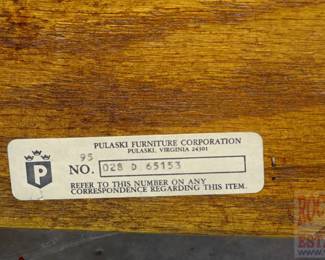 PULASKI FURNITURE CORPORATION
PULASKI, VIRGINIA 24301
95
NO. 028 D 65153
REFER TO THIS NUMBER ON ANY
CORRESPONDENCE REGARDING THIS ITEM.
P